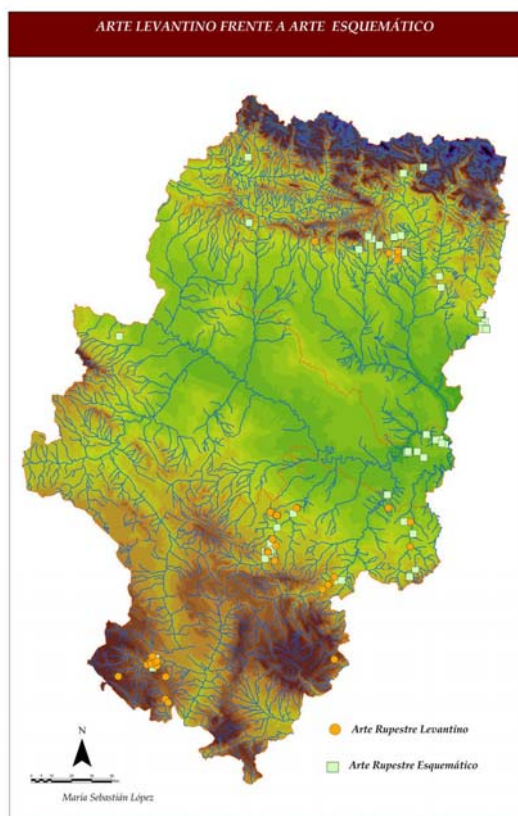 ARTE LEVANTINO FRENTE A ARTE ESQUEMÁTICO
N
Arte Rupestre Levantino
Arte Rupestre Esquemático
María Sebastián López